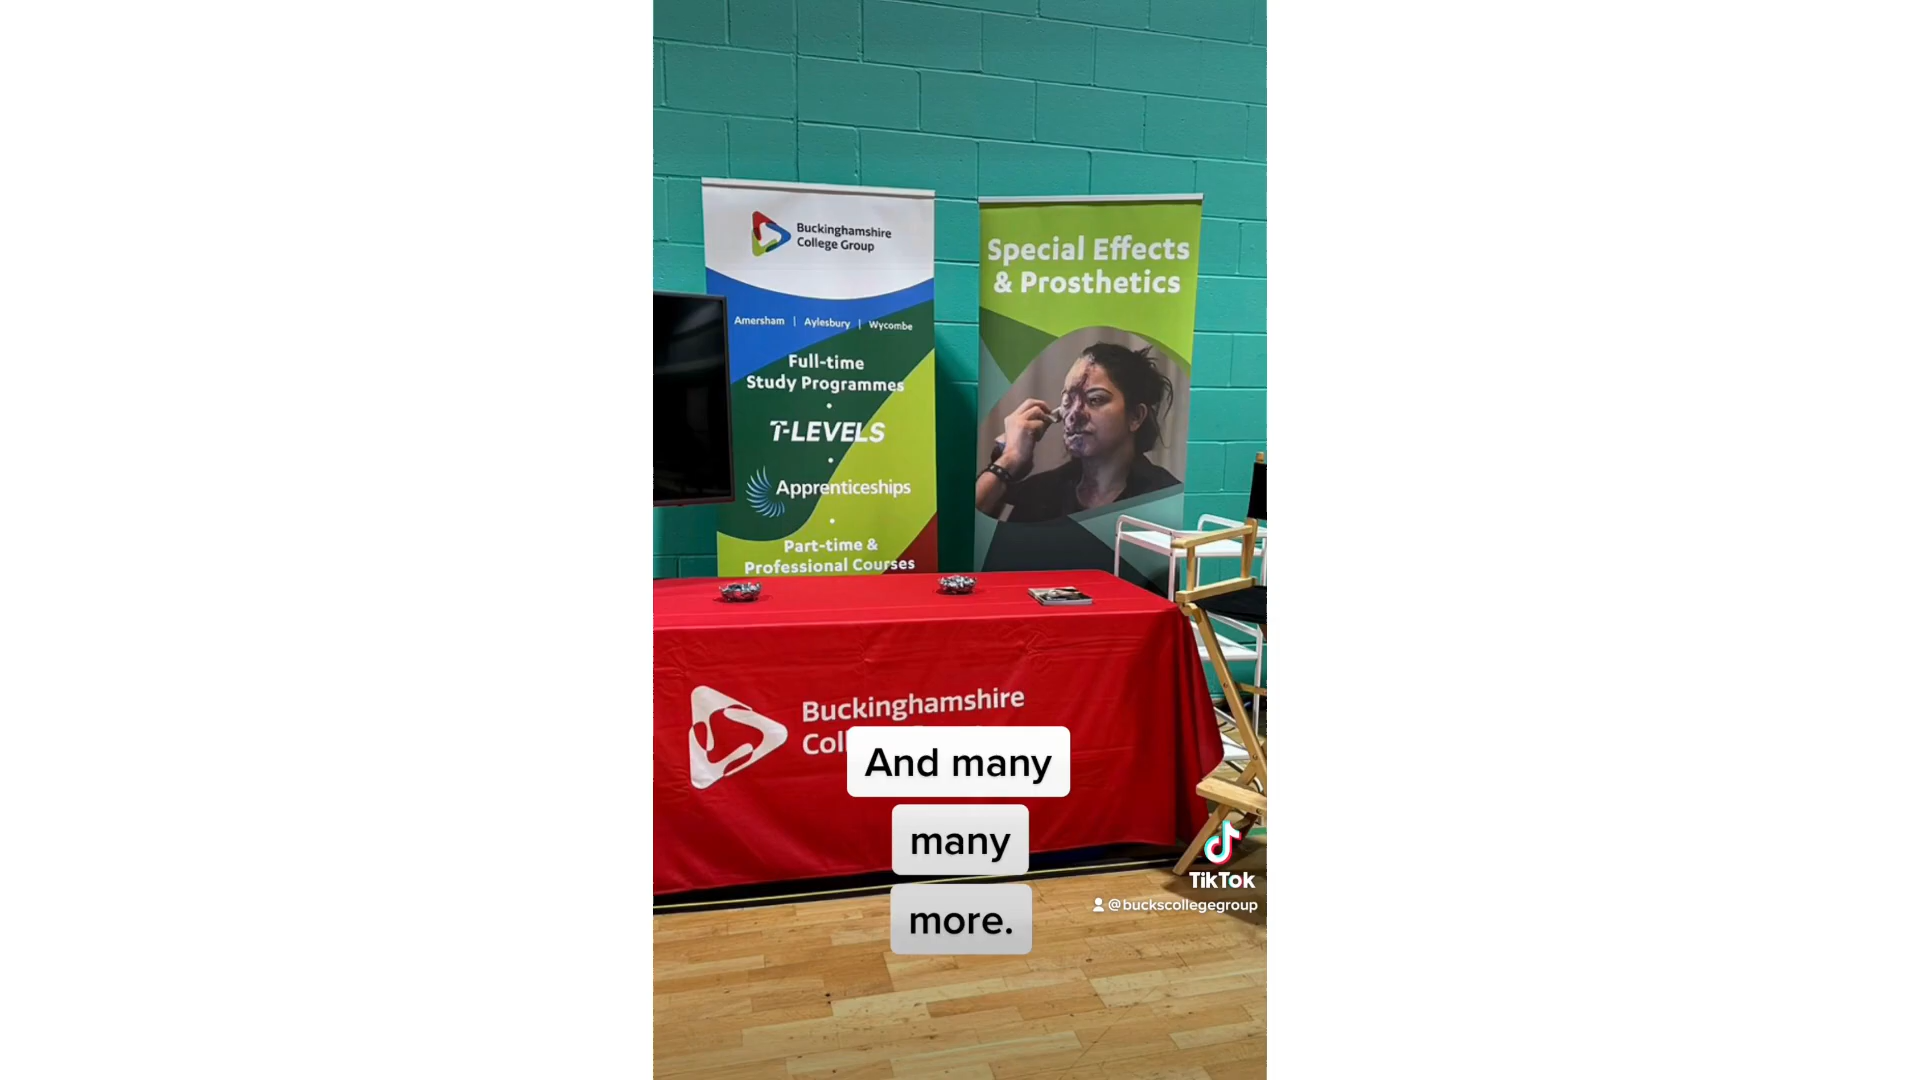 Buckinghamshire
College Group
Amersham | Aylesbury | Wycombe
Full-time
Study Programmes
T-LEVELS
Apprenticeships
Part-time &
Professional Courses
Special Effects
& Prosthetics
Buckinghamshire
And many
many
more.
TikTok
@buckscollegegroup